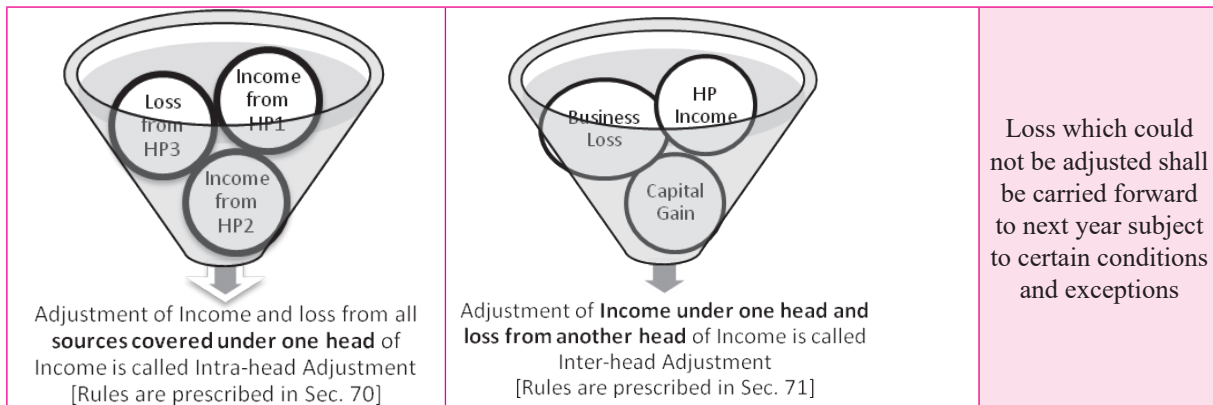 Loss
from
HP3
Income
from
HP1
Income
from
HP2
Adjustment of Income and loss from all
sources covered under one head of
Income is called Intra-head Adjustment
[Rules are prescribed in Sec. 70]
Business
Loss
HP
Income
Capital
Gain
Adjustment of Income under one head and
loss from another head of Income is called
Inter-head Adjustment
[Rules are prescribed in Sec. 71]
Loss which could
not be adjusted shall
be carried forward
to next year subject
to certain conditions
and exceptions